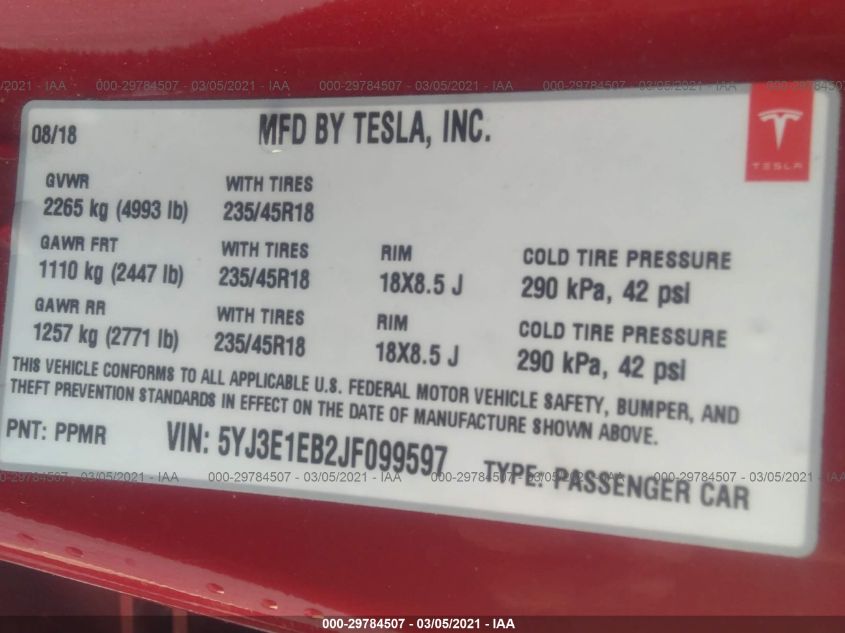 2021 - IAA 000-29784507 - 03/05/2021 - IAA 000-29784507 - 03/05/2021 - IAA 000-29784507 - 03/05/2021 - IAA
08/18 MFD BY TESLA, INC.
TESLA
GVWR WITH TIRES
2265 kg (4993 lb) 235/45R18
GAWR FRT WITH TIRES RIM COLD TIRE PRESSURE
1110 kg (2447 lb) 235/45R18 18X8.5 J 290 kPa, 42 psi
GAWR RR WITH TIRES RIM COLD TIRE PRESSURE
1257 kg (2771 lb) 235/45R18 18X8.5 J 290 kPa, 42 psi
THIS VEHICLE CONFORMS TO ALL APPLICABLE U.S. FEDERAL MOTOR VEHICLE SAFETY, BUMPER, AND
THEFT PREVENTION STANDARDS IN EFFECT ON THE DATE OF MANUFACTURE SHOWN ABOVE.
PNT: PPMR VIN: 5YJ3E1EB2JF099597 TYPE: PASSENGER CAR
000-29784507 - 03/05/2021 - IAA 000-29784507 - 03/05/2021 - IAA 000-29784507 - 03/05/2021 - IAA
000-29784507 - 03/05/2021 - IAA